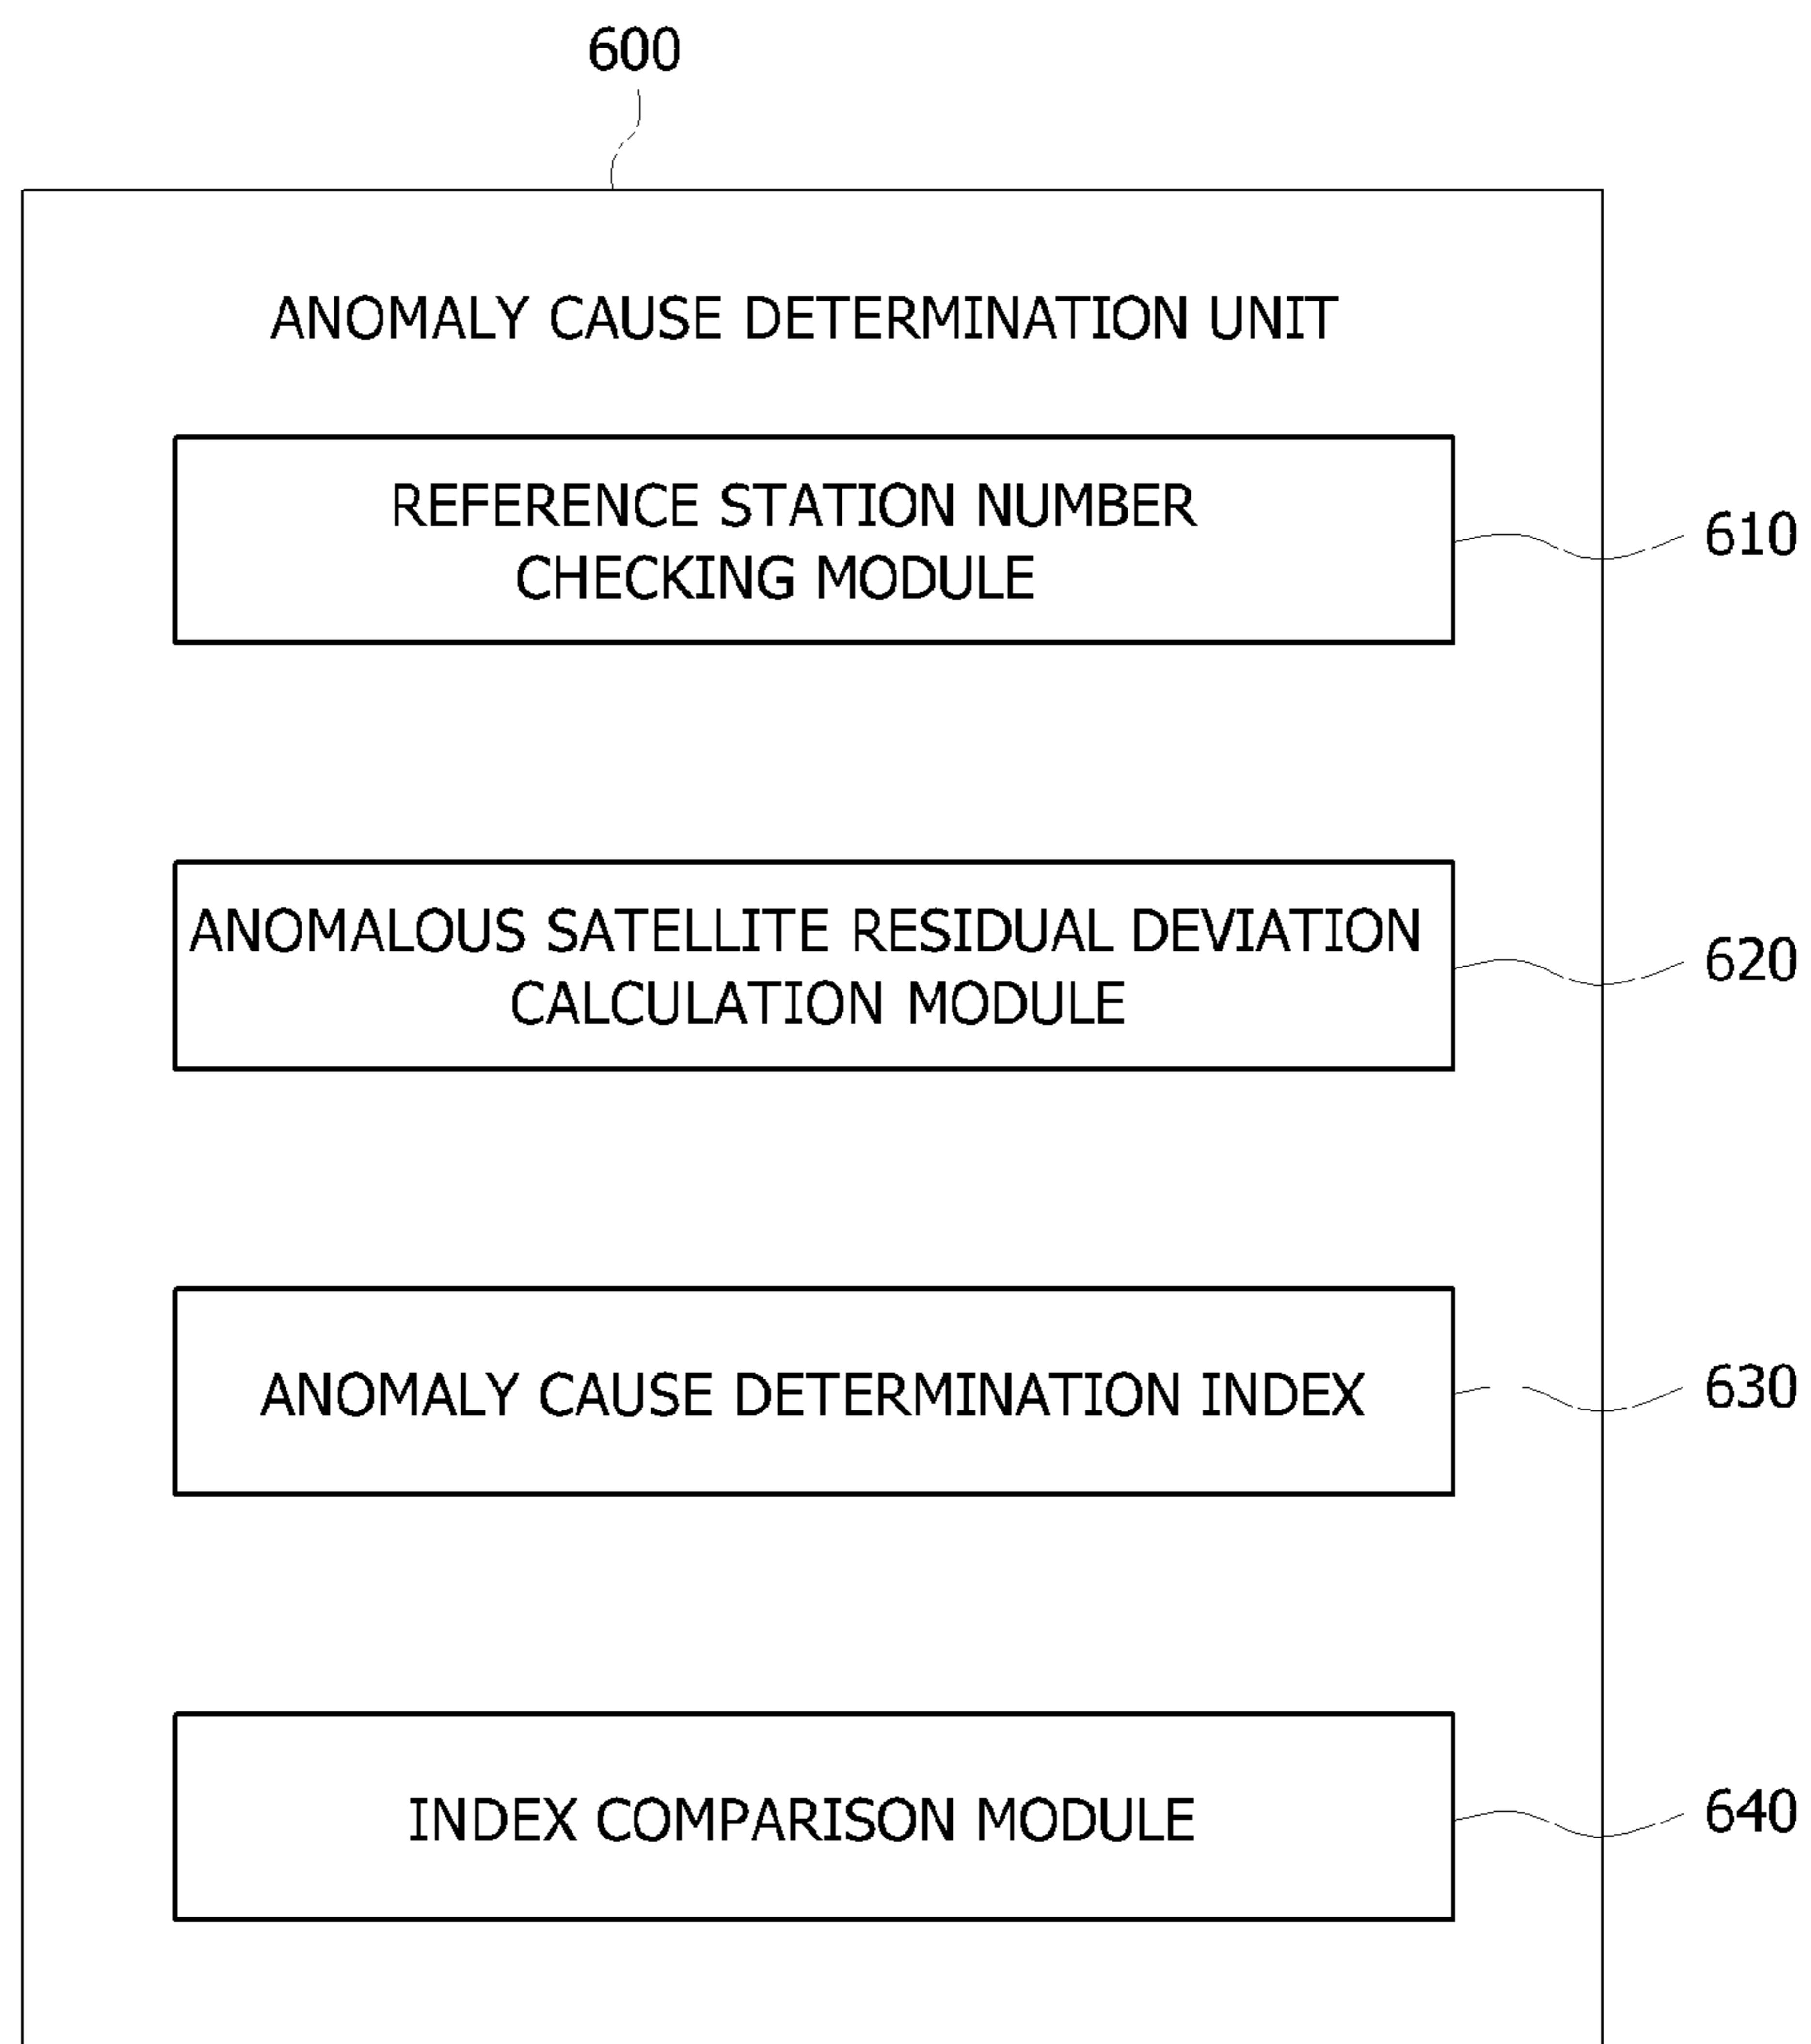 600
ANOMALY CAUSE DETERMINATION UNIT
REFERENCE STATION NUMBER
CHECKING MODULE
610
ANOMALOUS SATELLITE RESIDUAL DEVIATION
CALCULATION MODULE
620
ANOMALY CAUSE DETERMINATION INDEX
630
INDEX COMPARISON MODULE
640